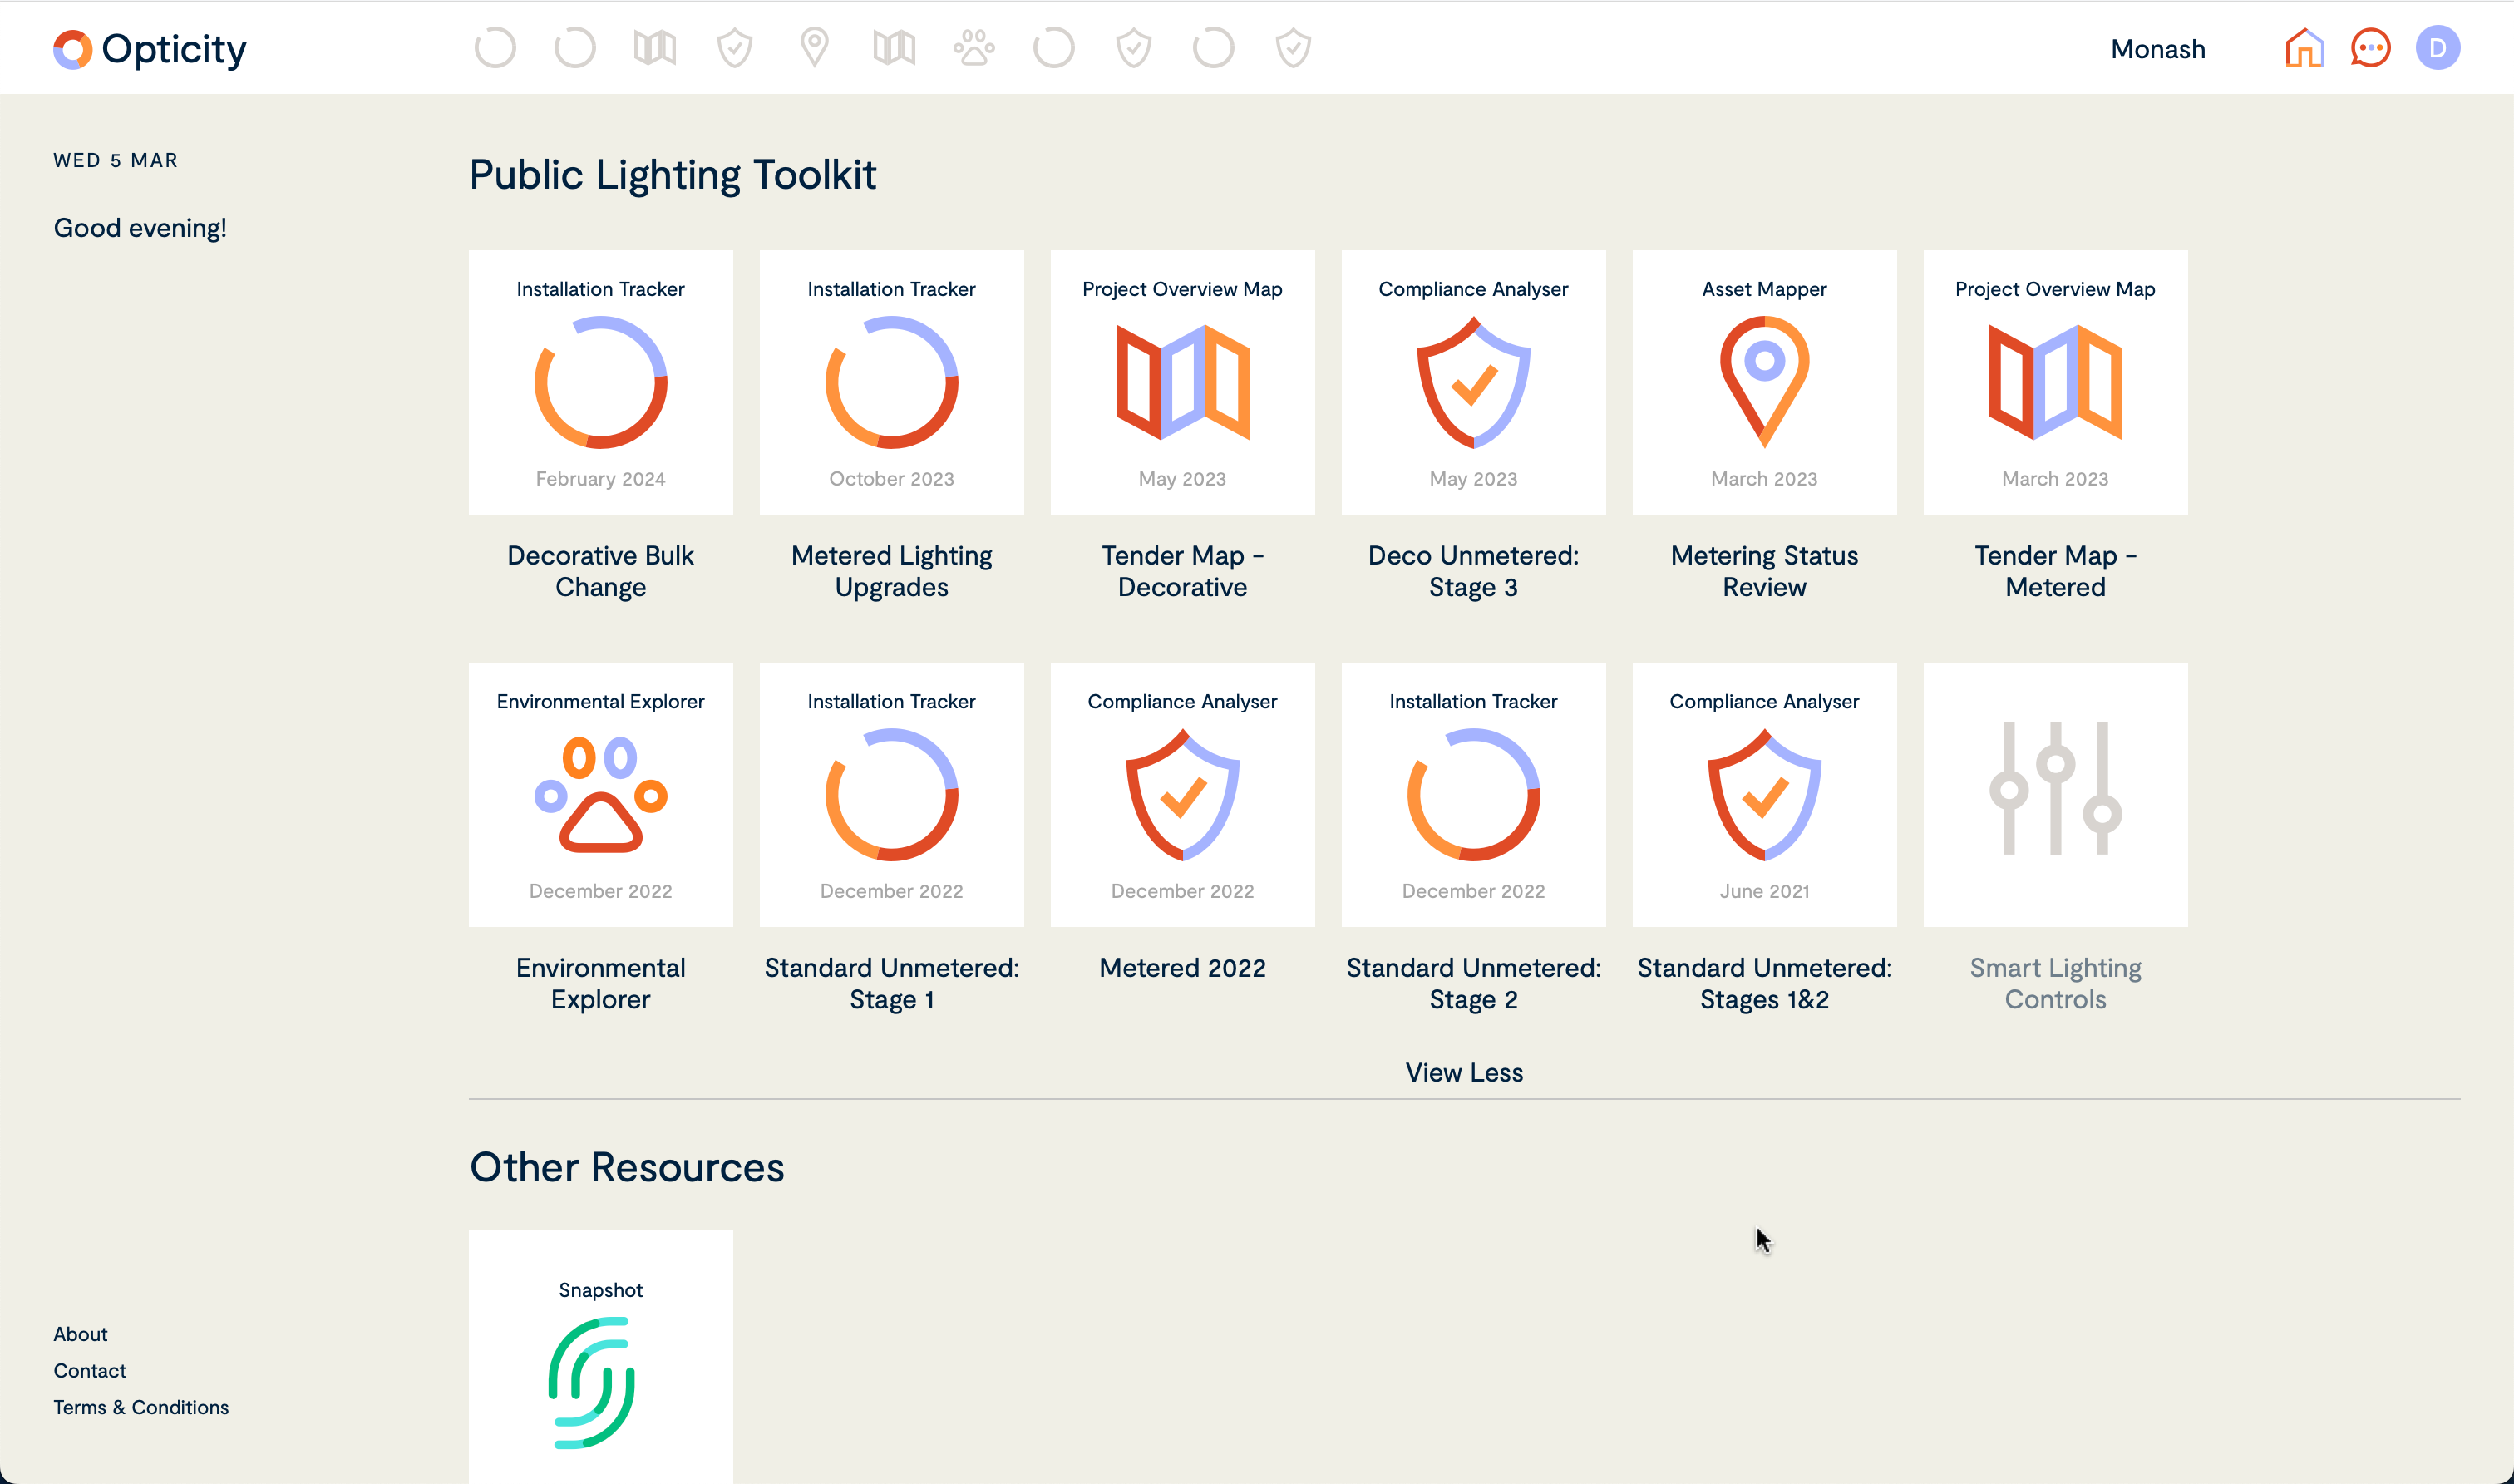 Opticity
Monash
D
WED 5 MAR
Good evening!
Public Lighting Toolkit
Installation Tracker
February 2024
Decorative Bulk
Change
Installation Tracker
October 2023
Metered Lighting
Upgrades
Project Overview Map
May 2023
Tender Map -
Decorative
Compliance Analyser
May 2023
Deco Unmetered:
Stage 3
Asset Mapper
March 2023
Metering Status
Review
Project Overview Map
March 2023
Tender Map -
Metered
Environmental Explorer
December 2022
Environmental
Explorer
Installation Tracker
December 2022
Standard Unmetered:
Stage 1
Compliance Analyser
December 2022
Metered 2022
Installation Tracker
December 2022
Standard Unmetered:
Stage 2
Compliance Analyser
June 2021
Standard Unmetered:
Stages 1&2
Smart Lighting
Controls
View Less
Other Resources
Snapshot
About
Contact
Terms & Conditions